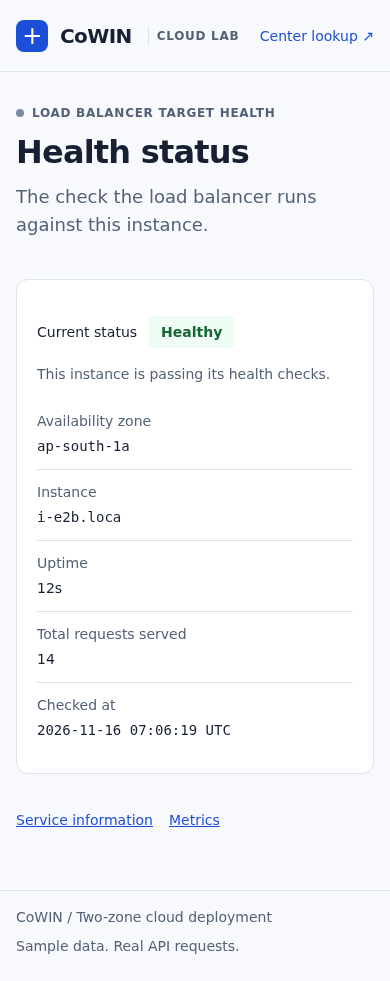 CoWIN CLOUD LAB Center lookup ↗
LOAD BALANCER TARGET HEALTH
Health status
The check the load balancer runs
against this instance.
Current status Healthy
This instance is passing its health checks.
Availability zone
ap-south-1a
Instance
i-e2b.loca
Uptime
12s
Total requests served
14
Checked at
2026-11-16 07:06:19 UTC
Service information Metrics
CoWIN / Two-zone cloud deployment
Sample data. Real API requests.